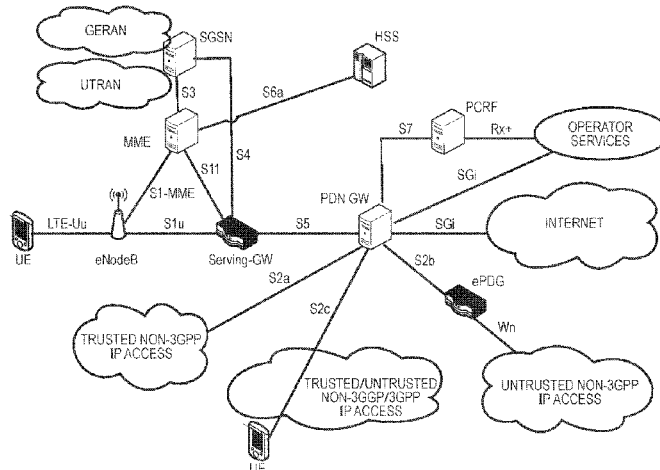 GERAN
SGSN
UTRAN
HSS
S3
S6a
MME
S4
PCRF
S7
Rx+
OPERATOR
SERVICES
S11
S1-MME
SGi
PDN GW
LTE-Uu
S1u
S5
SGi
INTERNET
UE
eNodeB
Serving-GW
S2a
S2b
ePDG
S2c
Wn
TRUSTED NON-3GPP
IP ACCESS
TRUSTED/UNTRUSTED
NON-3GGP/3GPP
IP ACCESS
UNTRUSTED NON-3GPP
IP ACCESS
UE